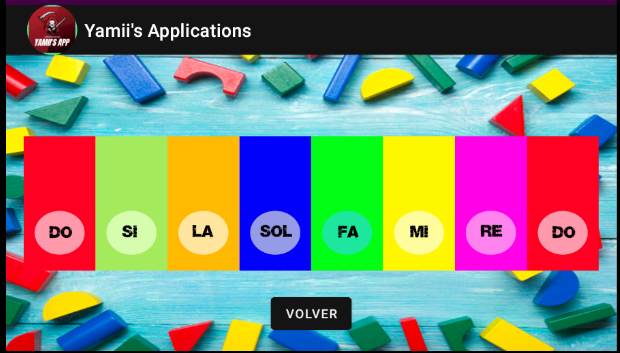 YAMII'S APP
Yamii's Applications
DO SI LA SOL FA MI RE DO
VOLVER